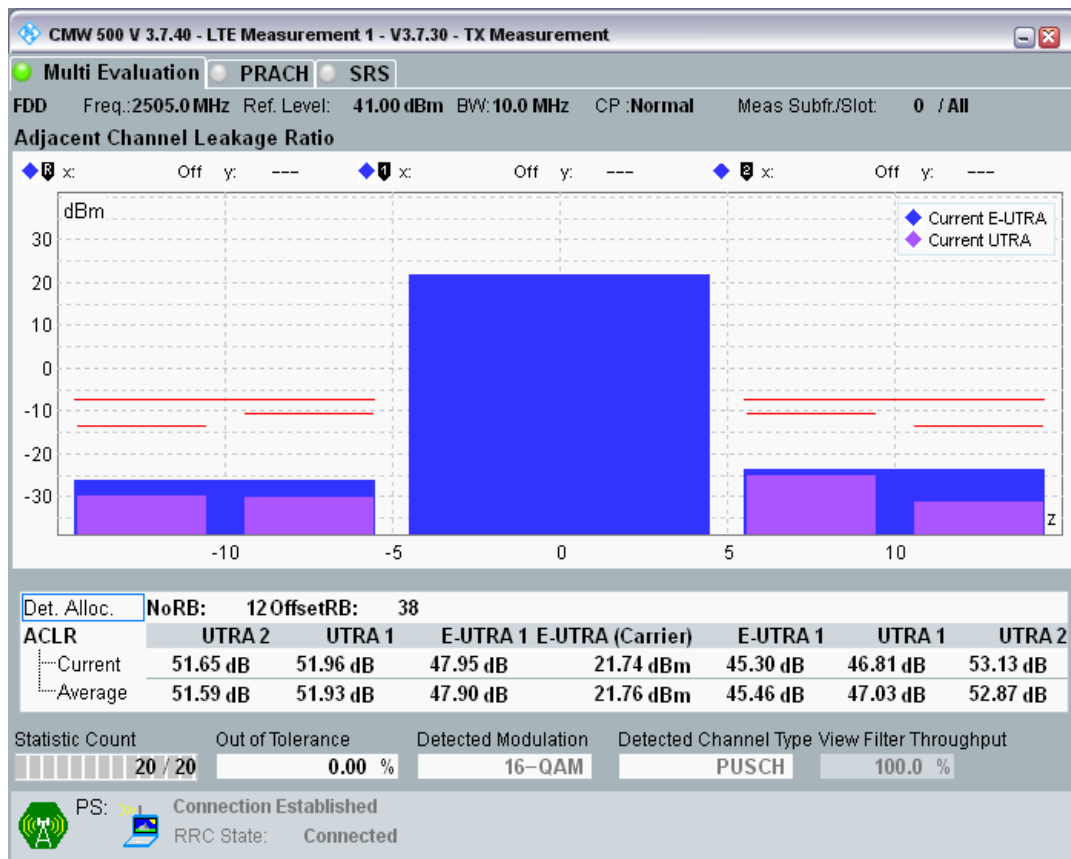 CMW 500 V 3.7.40 - LTE Measurement 1 - V3.7.30 - TX Measurement
Multi Evaluation PRACH SRS
FDD Freq.:2505.0 MHz Ref. Level: 41.00 dBm BW:10.0 MHz CP :Normal Meas Subfr./Slot: 0 / All
Adjacent Channel Leakage Ratio
R x: Off y: --- 1 x: Off y: --- 2 x: Off y: ---
dBm
Current E-UTRA
Current UTRA
30
20
10
0
-10
-20
-30
z
-10 -5 0 5 10
Det. Alloc. NoRB: 12 OffsetRB: 38
ACLR UTRA 2 UTRA 1 E-UTRA 1 E-UTRA (Carrier) E-UTRA 1 UTRA 1 UTRA 2
Current 51.65 dB 51.96 dB 47.95 dB 21.74 dBm 45.30 dB 46.81 dB 53.13 dB
Average 51.59 dB 51.93 dB 47.90 dB 21.76 dBm 45.46 dB 47.03 dB 52.87 dB
Statistic Count Out of Tolerance Detected Modulation Detected Channel Type View Filter Throughput
20 / 20 0.00 % 16-QAM PUSCH 100.0 %
PS: Connection Established
RRC State: Connected